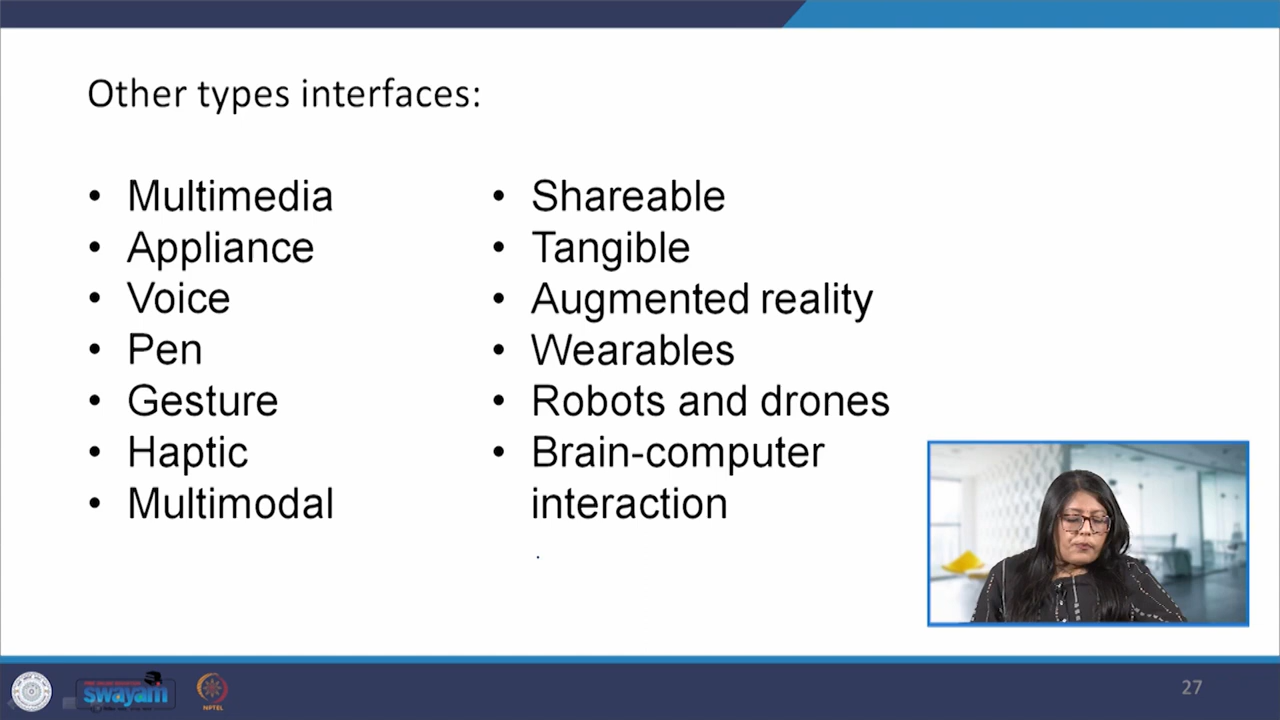 Other types interfaces:
• Multimedia
• Appliance
• Voice
• Pen
• Gesture
• Haptic
• Multimodal
• Shareable
• Tangible
• Augmented reality
• Wearables
• Robots and drones
• Brain-computer
interaction
.
swayam
NPTEL
27